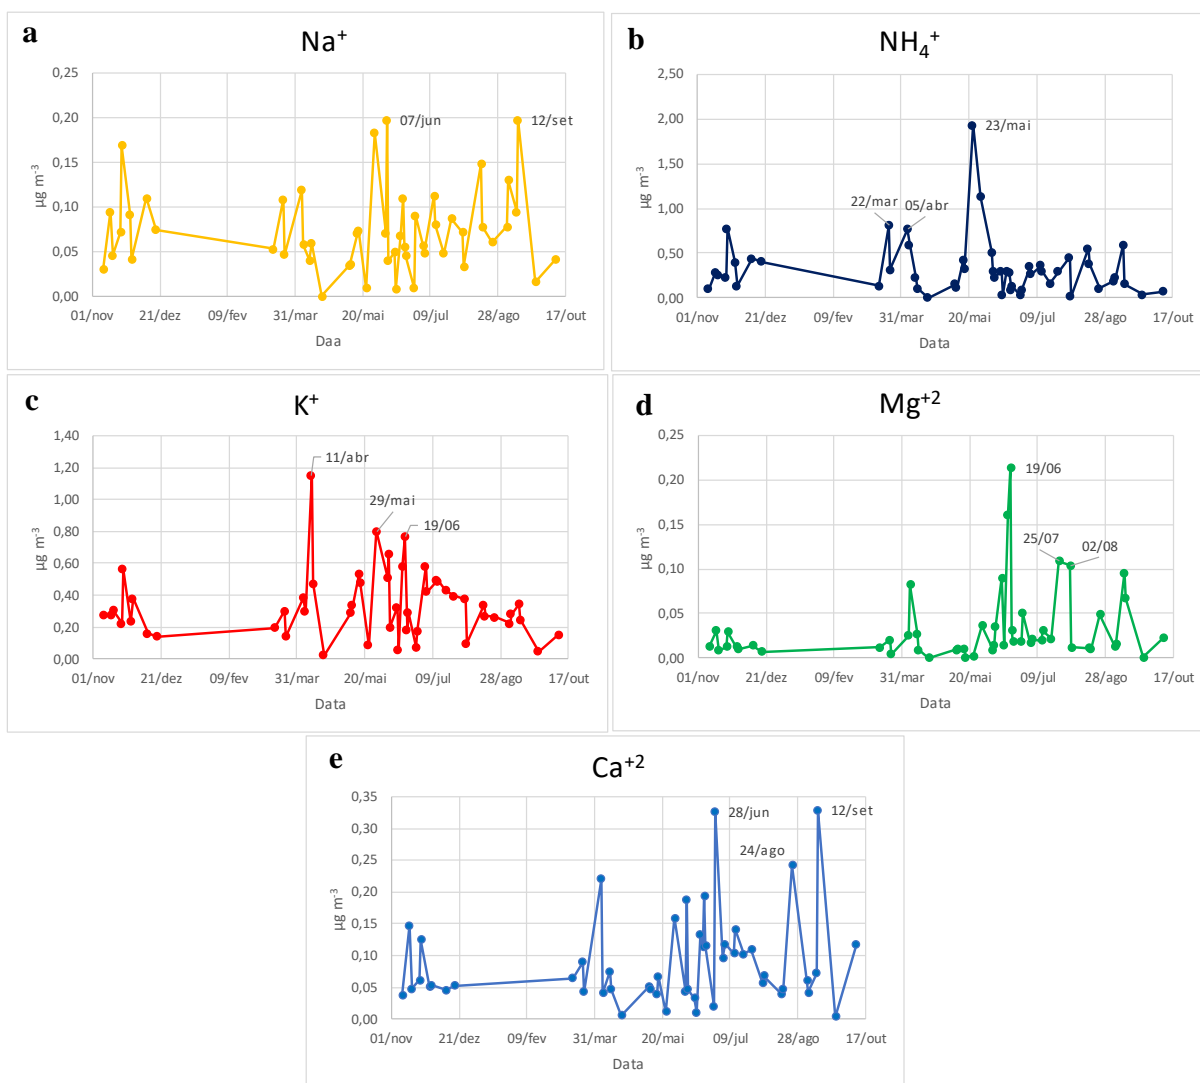 a
Na+
0,25
0,20
0,15
0,10
0,05
0,00
µg m-3
07/jun
12/set
01/nov 21/dez 09/fev 31/mar 20/mai 09/jul 28/ago 17/out
Daa
b
NH4+
2,50
2,00
1,50
1,00
0,50
0,00
µg m-3
22/mar
05/abr
23/mai
01/nov 21/dez 09/fev 31/mar 20/mai 09/jul 28/ago 17/out
Data
c
K+
1,40
1,20
1,00
0,80
0,60
0,40
0,20
0,00
µg m-3
11/abr
29/mai
19/06
01/nov 21/dez 09/fev 31/mar 20/mai 09/jul 28/ago 17/out
Data
d
Mg+2
0,25
0,20
0,15
0,10
0,05
0,00
µg m-3
19/06
25/07
02/08
01/nov 21/dez 09/fev 31/mar 20/mai 09/jul 28/ago 17/out
Data
e
Ca+2
0,35
0,30
0,25
0,20
0,15
0,10
0,05
0,00
µg m-3
28/jun
24/ago
12/set
01/nov 21/dez 09/fev 31/mar 20/mai 09/jul 28/ago 17/out
Data